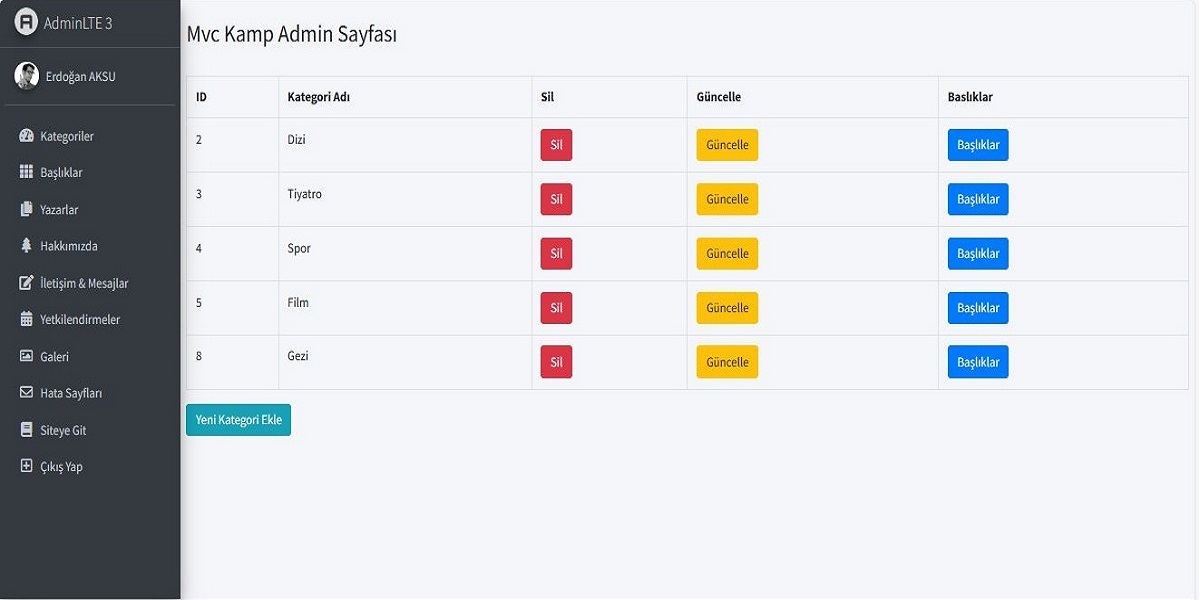 AdminLTE 3
Erdoğan AKSU
Kategoriler
Başlıklar
Yazarlar
Hakkımızda
İletişim & Mesajlar
Yetkilendirmeler
Galeri
Hata Sayfları
Siteye Git
Çıkış Yap
Mvc Kamp Admin Sayfası
ID Kategori Adı Sil Güncelle Baslıklar
2 Dizi Sil Güncelle Başlıklar
3 Tiyatro Sil Güncelle Başlıklar
4 Spor Sil Güncelle Başlıklar
5 Film Sil Güncelle Başlıklar
8 Gezi Sil Güncelle Başlıklar
Yeni Kategori Ekle